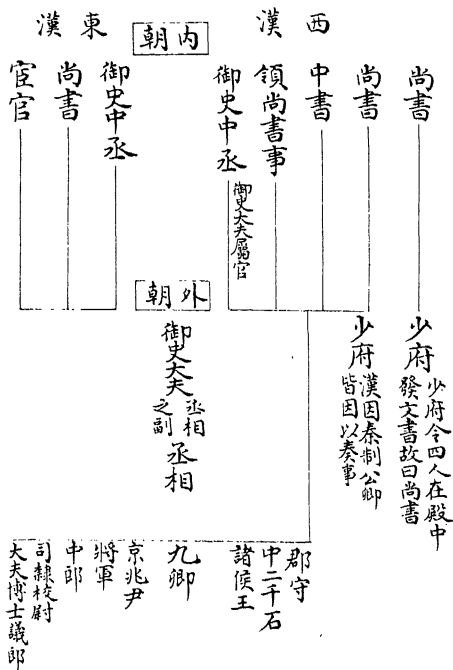 西漢
內朝
東漢
尚書
尚書
中書
領尚書事
御史中丞
御史大夫屬官
御史中丞
尚書
宦官
外朝
少府
少府令四人在殿中
發文書故曰尚書
少府
漢因秦制公卿
皆因以奏事
御史大夫
丞相
之副
丞相
郡守
中二千石
諸侯王
九卿
京兆尹
將軍
中郎
司隸校尉
大夫博士議郎